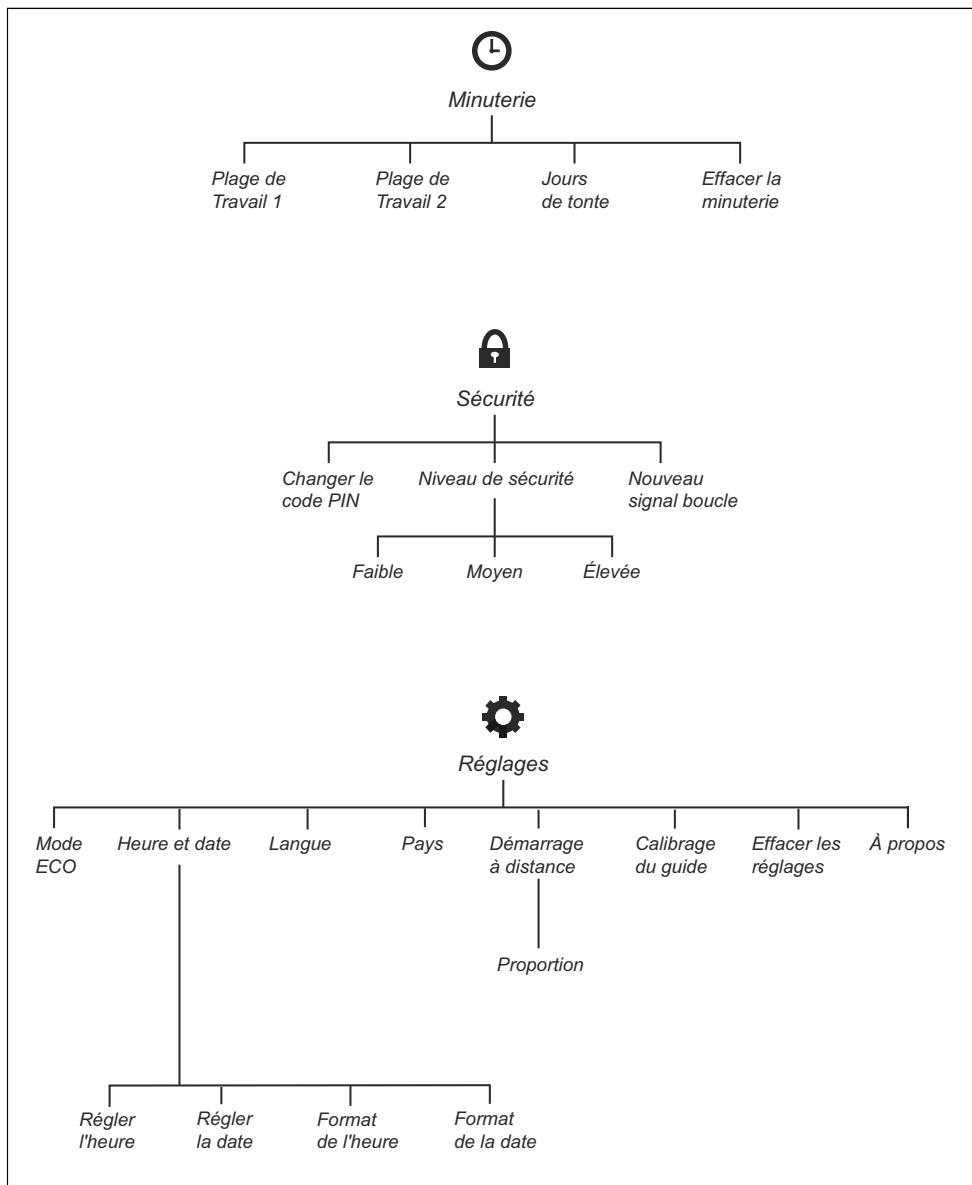 Minuterie
Plage de
Travail 1
Plage de
Travail 2
Jours
de tonte
Effacer la
minuterie
Sécurité
Changer le
code PIN
Niveau de sécurité
Nouveau
signal boucle
Faible
Moyen
Élevée
Réglages
Mode
ECO
Heure et date
Langue
Pays
Démarrage
à distance
Calibrage
du guide
Effacer les
réglages
À propos
Proportion
Régler
l'heure
Régler
la date
Format
de l'heure
Format
de la date